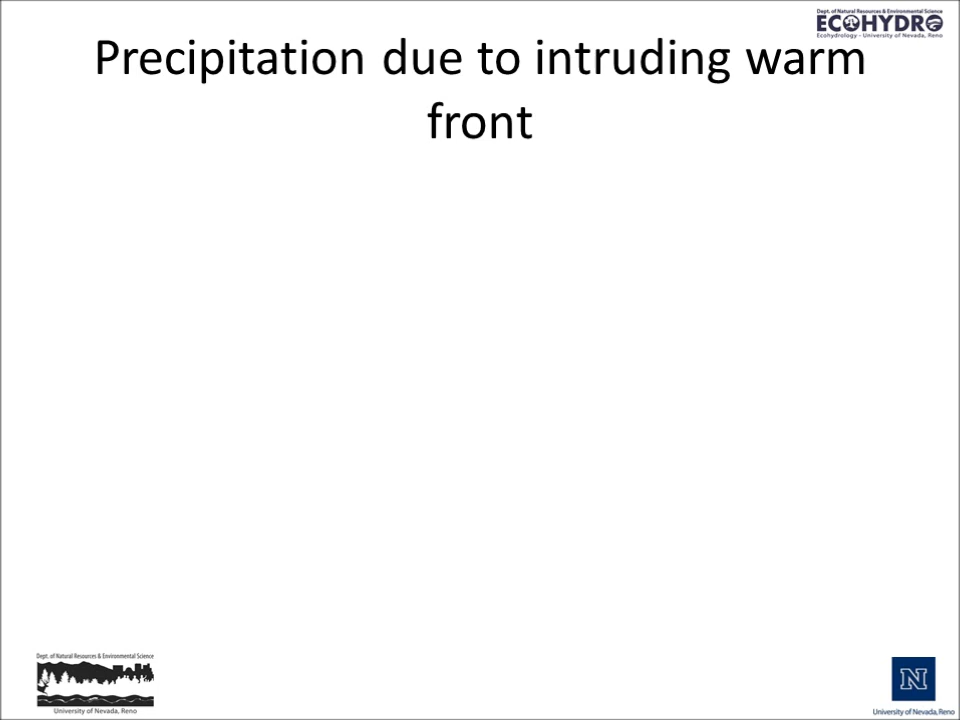 Dept. of Natural Resources & Environmental Science
ECOHYDRO
Ecohydrology - University of Nevada, Reno
Precipitation due to intruding warm
front
Dept. of Natural Resources & Environmental Science
University of Nevada, Reno
N
University of Nevada, Reno